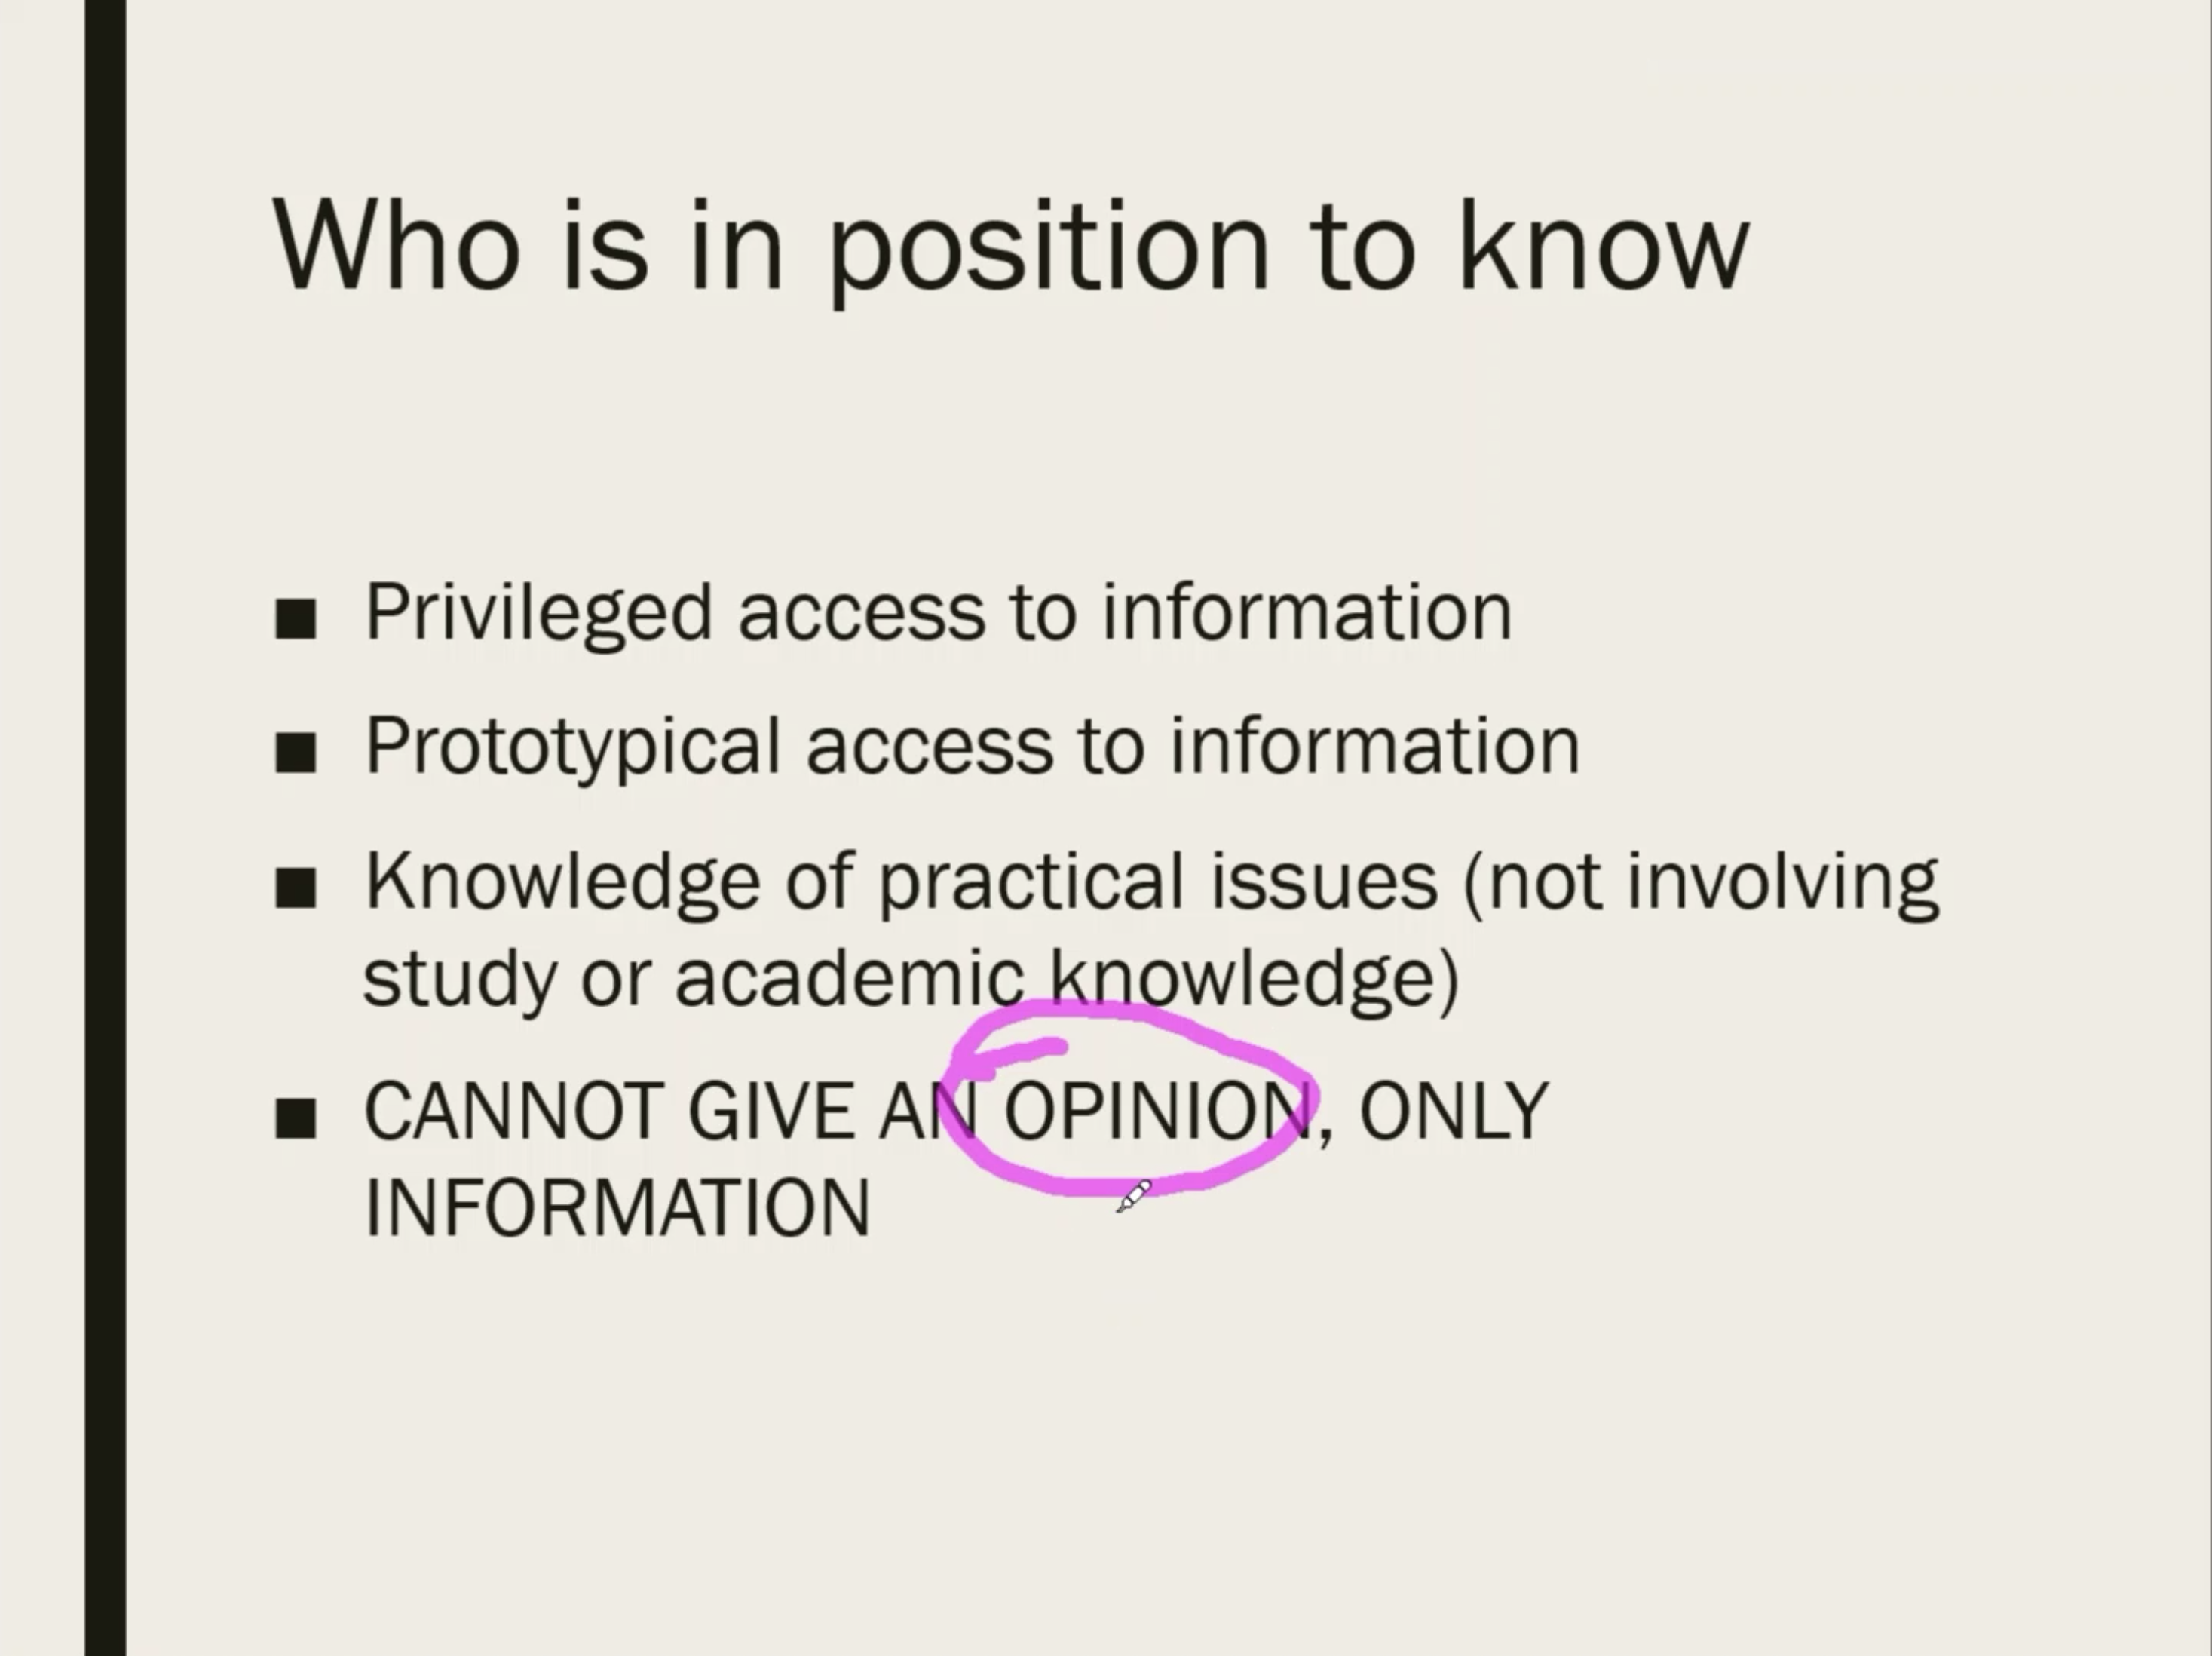 Who is in position to know
Privileged access to information
Prototypical access to information
Knowledge of practical issues (not involving
study or academic knowledge)
CANNOT GIVE AN OPINION, ONLY
INFORMATION